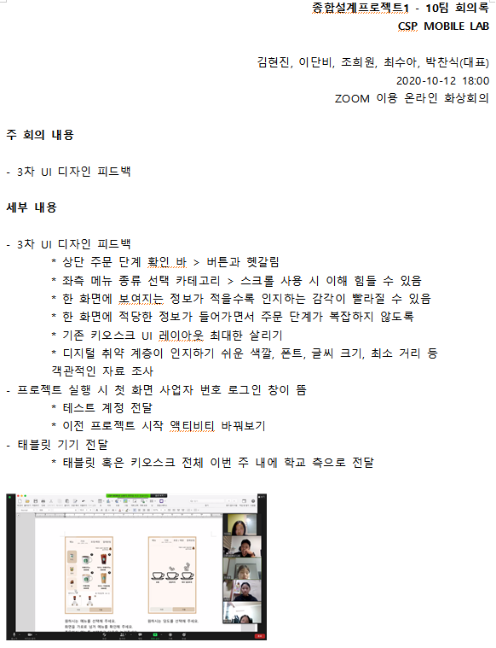 종합설계프로젝트1 - 10팀 회의록
CSP MOBILE LAB
김현진, 이단비, 조희원, 최수아, 박찬식(대표)
2020-10-12 18:00
ZOOM 이용 온라인 화상회의
주 회의 내용
- 3차 UI 디자인 피드백
세부 내용
- 3차 UI 디자인 피드백
* 상단 주문 단계 확인 바 > 버튼과 헷갈림
* 좌측 메뉴 종류 선택 카테고리 > 스크롤 사용 시 이해 힘들 수 있음
* 한 화면에 보여지는 정보가 적을수록 인지하는 감각이 빨라질 수 있음
* 한 화면에 적당한 정보가 들어가면서 주문 단계가 복잡하지 않도록
* 기존 키오스크 UI 레이아웃 최대한 살리기
* 디지털 취약 계층이 인지하기 쉬운 색깔, 폰트, 글씨 크기, 최소 거리 등
객관적인 자료 조사
- 프로젝트 실행 시 첫 화면 사업자 번호 로그인 창이 뜸
* 테스트 계정 전달
* 이전 프로젝트 시작 액티비티 바꿔보기
- 태블릿 기기 전달
* 태블릿 혹은 키오스크 전체 이번 주 내에 학교 측으로 전달